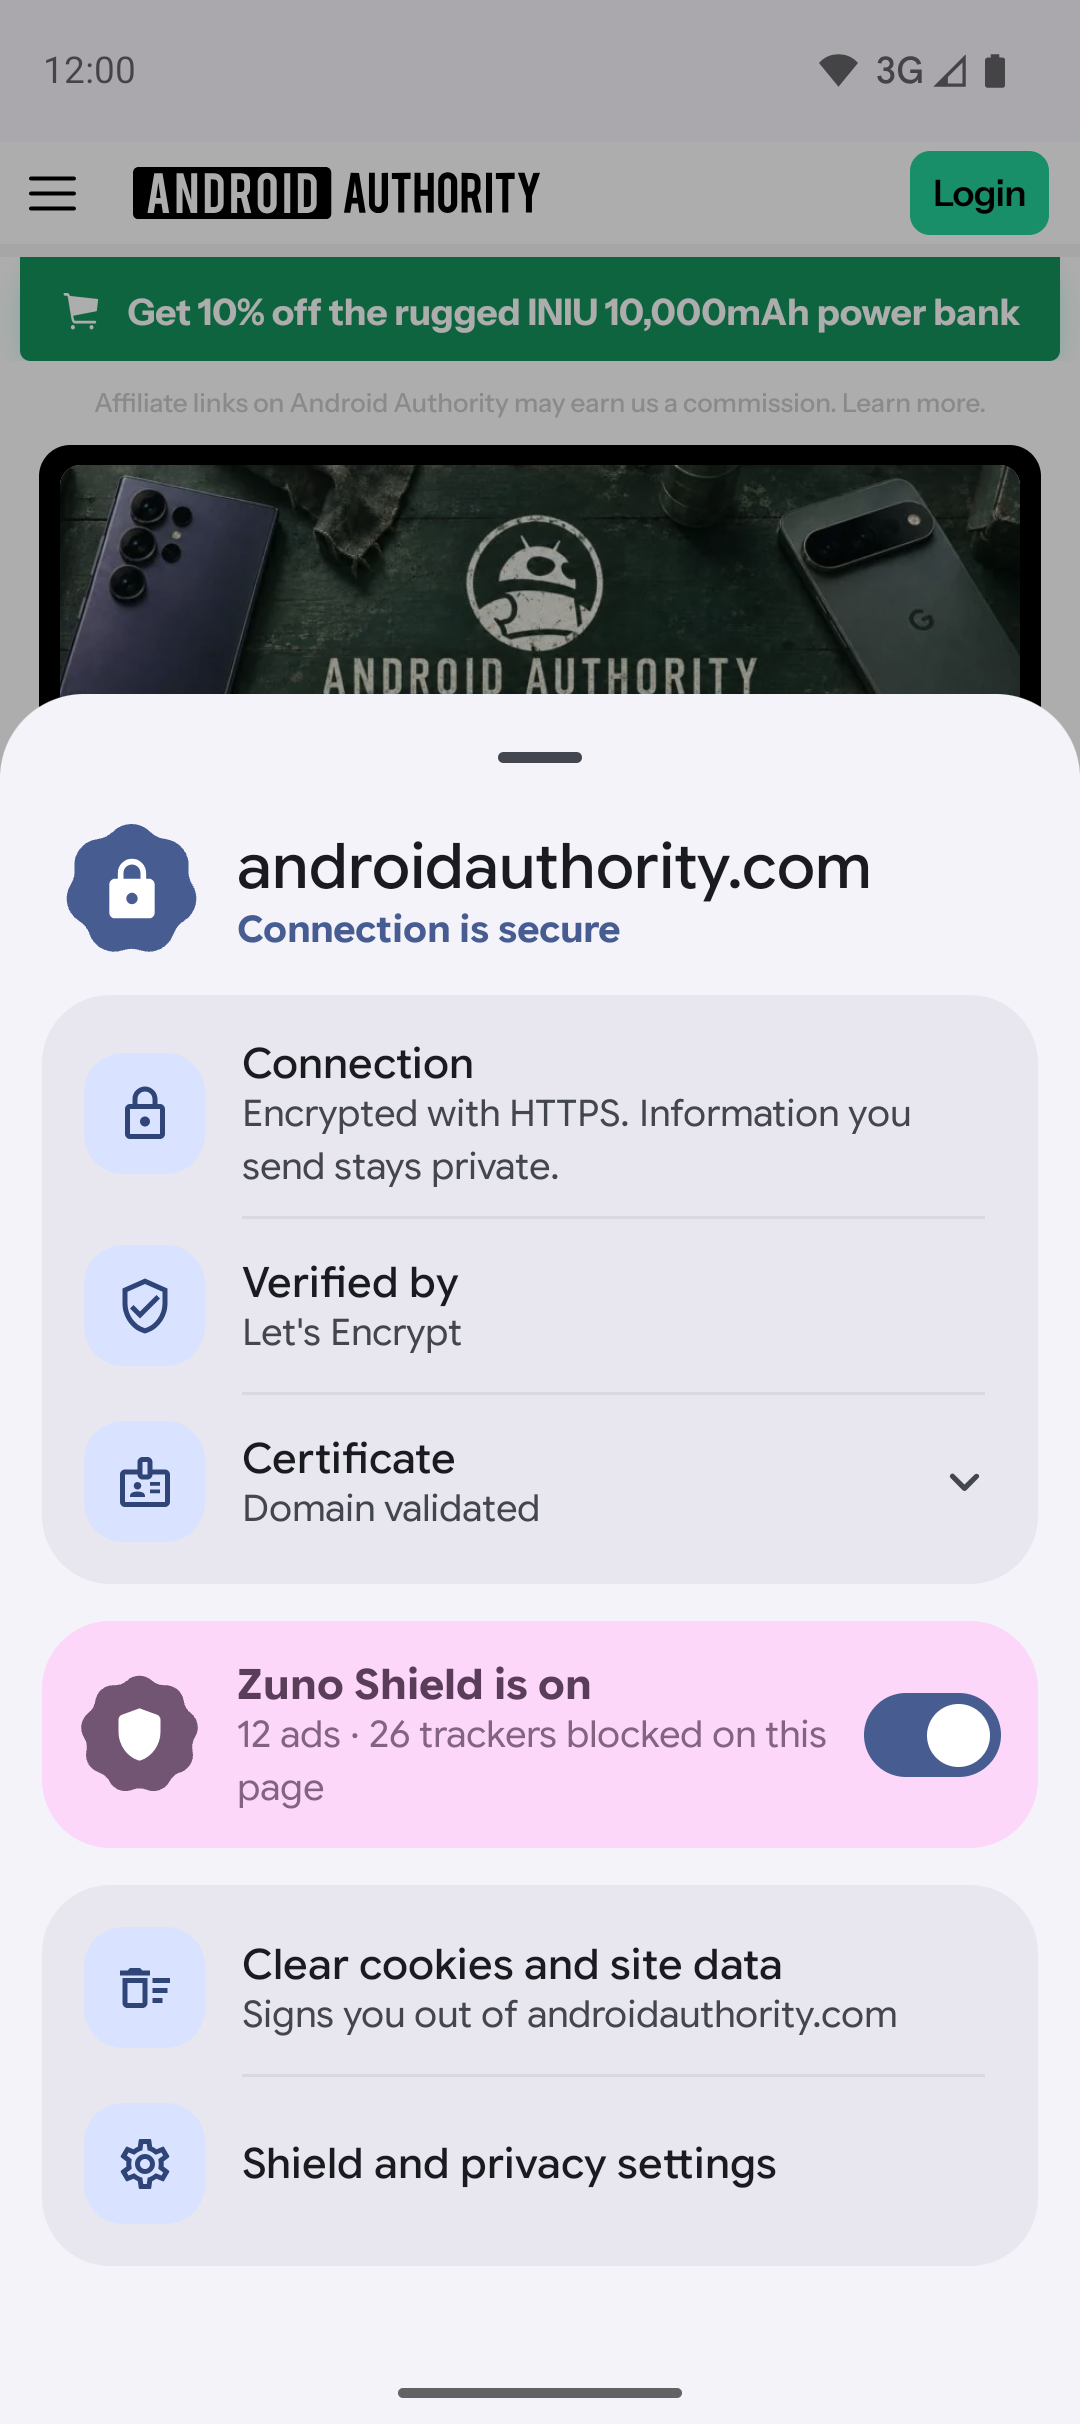 12:00
3G
ANDROID AUTHORITY
Login
Get 10% off the rugged INIU 10,000mAh power bank
Affiliate links on Android Authority may earn us a commission. Learn more.
G
ANDROID AUTHORITY
androidauthority.com
Connection is secure
Connection
Encrypted with HTTPS. Information you
send stays private.
Verified by
Let's Encrypt
Certificate
Domain validated
Zuno Shield is on
12 ads · 26 trackers blocked on this
page
Clear cookies and site data
Signs you out of androidauthority.com
Shield and privacy settings